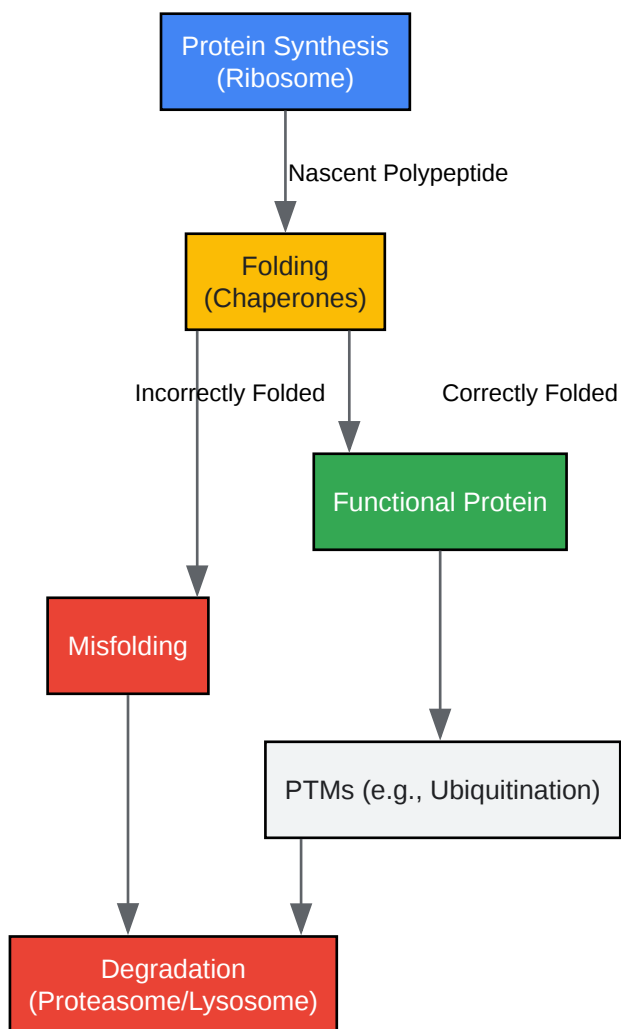 Protein Synthesis
(Ribosome)
Nascent Polypeptide
Folding
(Chaperones)
Incorrectly Folded
Correctly Folded
Functional Protein
Misfolding
PTMs (e.g., Ubiquitination)
Degradation
(Proteasome/Lysosome)